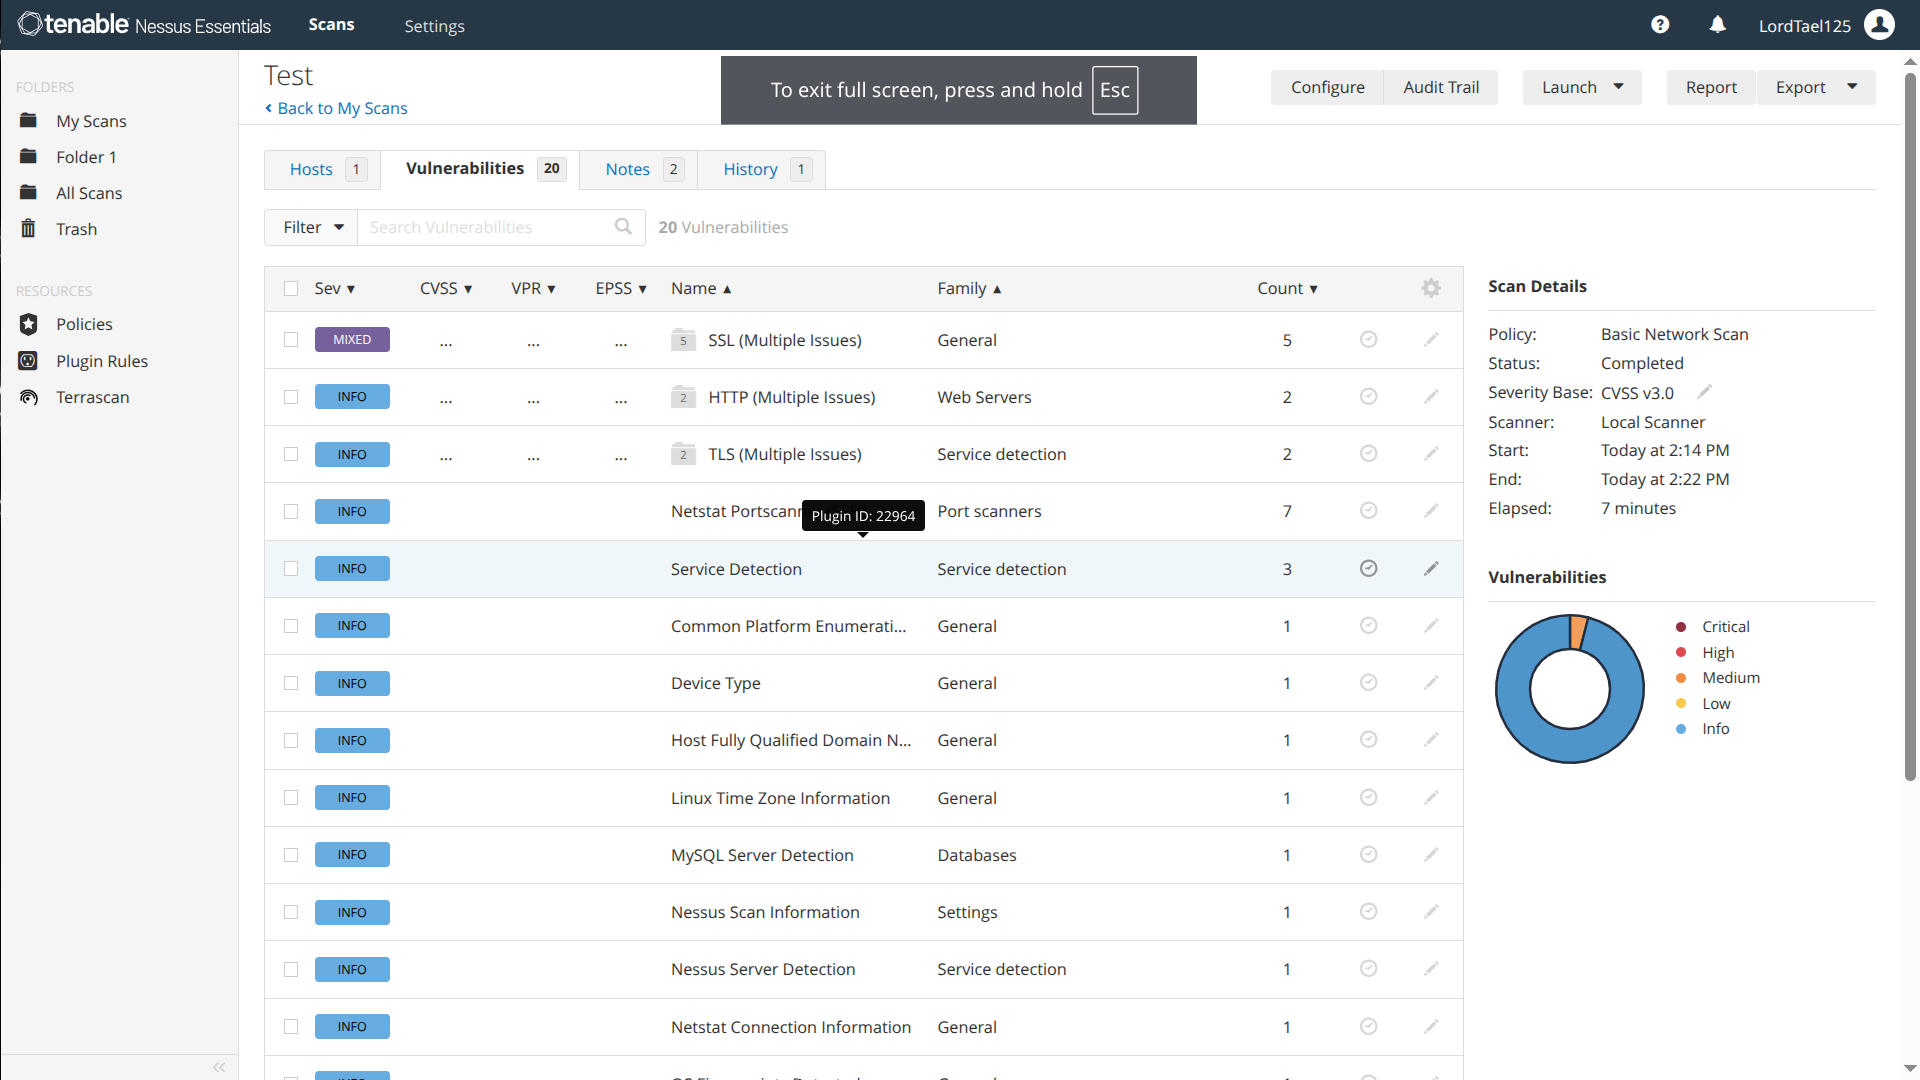 tenable Nessus Essentials
Scans
Settings
?
LordTael125
FOLDERS
My Scans
Folder 1
All Scans
Trash
RESOURCES
Policies
Plugin Rules
Terrascan
Test
Back to My Scans
To exit full screen, press and hold Esc
Configure
Audit Trail
Launch
Report
Export
Hosts 1
Vulnerabilities 20
Notes 2
History 1
Filter
Search Vulnerabilities
20 Vulnerabilities
Sev CVSS VPR EPSS Name Family Count
MIXED ... ... ... 5 SSL (Multiple Issues) General 5
INFO ... ... ... 2 HTTP (Multiple Issues) Web Servers 2
INFO ... ... ... 2 TLS (Multiple Issues) Service detection 2
INFO Netstat Port scanners 7
Plugin ID: 22964
INFO Service Detection Service detection 3
INFO Common Platform Enumerati... General 1
INFO Device Type General 1
INFO Host Fully Qualified Domain N... General 1
INFO Linux Time Zone Information General 1
INFO MySQL Server Detection Databases 1
INFO Nessus Scan Information Settings 1
INFO Nessus Server Detection Service detection 1
INFO Netstat Connection Information General 1
Scan Details
Policy: Basic Network Scan
Status: Completed
Severity Base: CVSS v3.0
Scanner: Local Scanner
Start: Today at 2:14 PM
End: Today at 2:22 PM
Elapsed: 7 minutes
Vulnerabilities
Critical
High
Medium
Low
Info